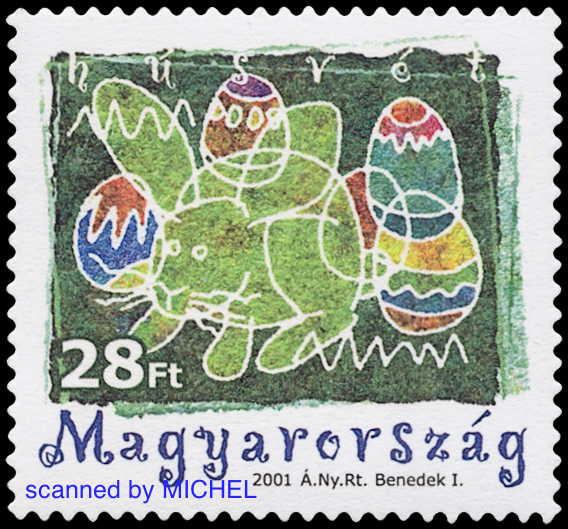 húsvét
28Ft
Magyarország
2001 Á.Ny.Rt. Benedek I.
scanned by MICHEL